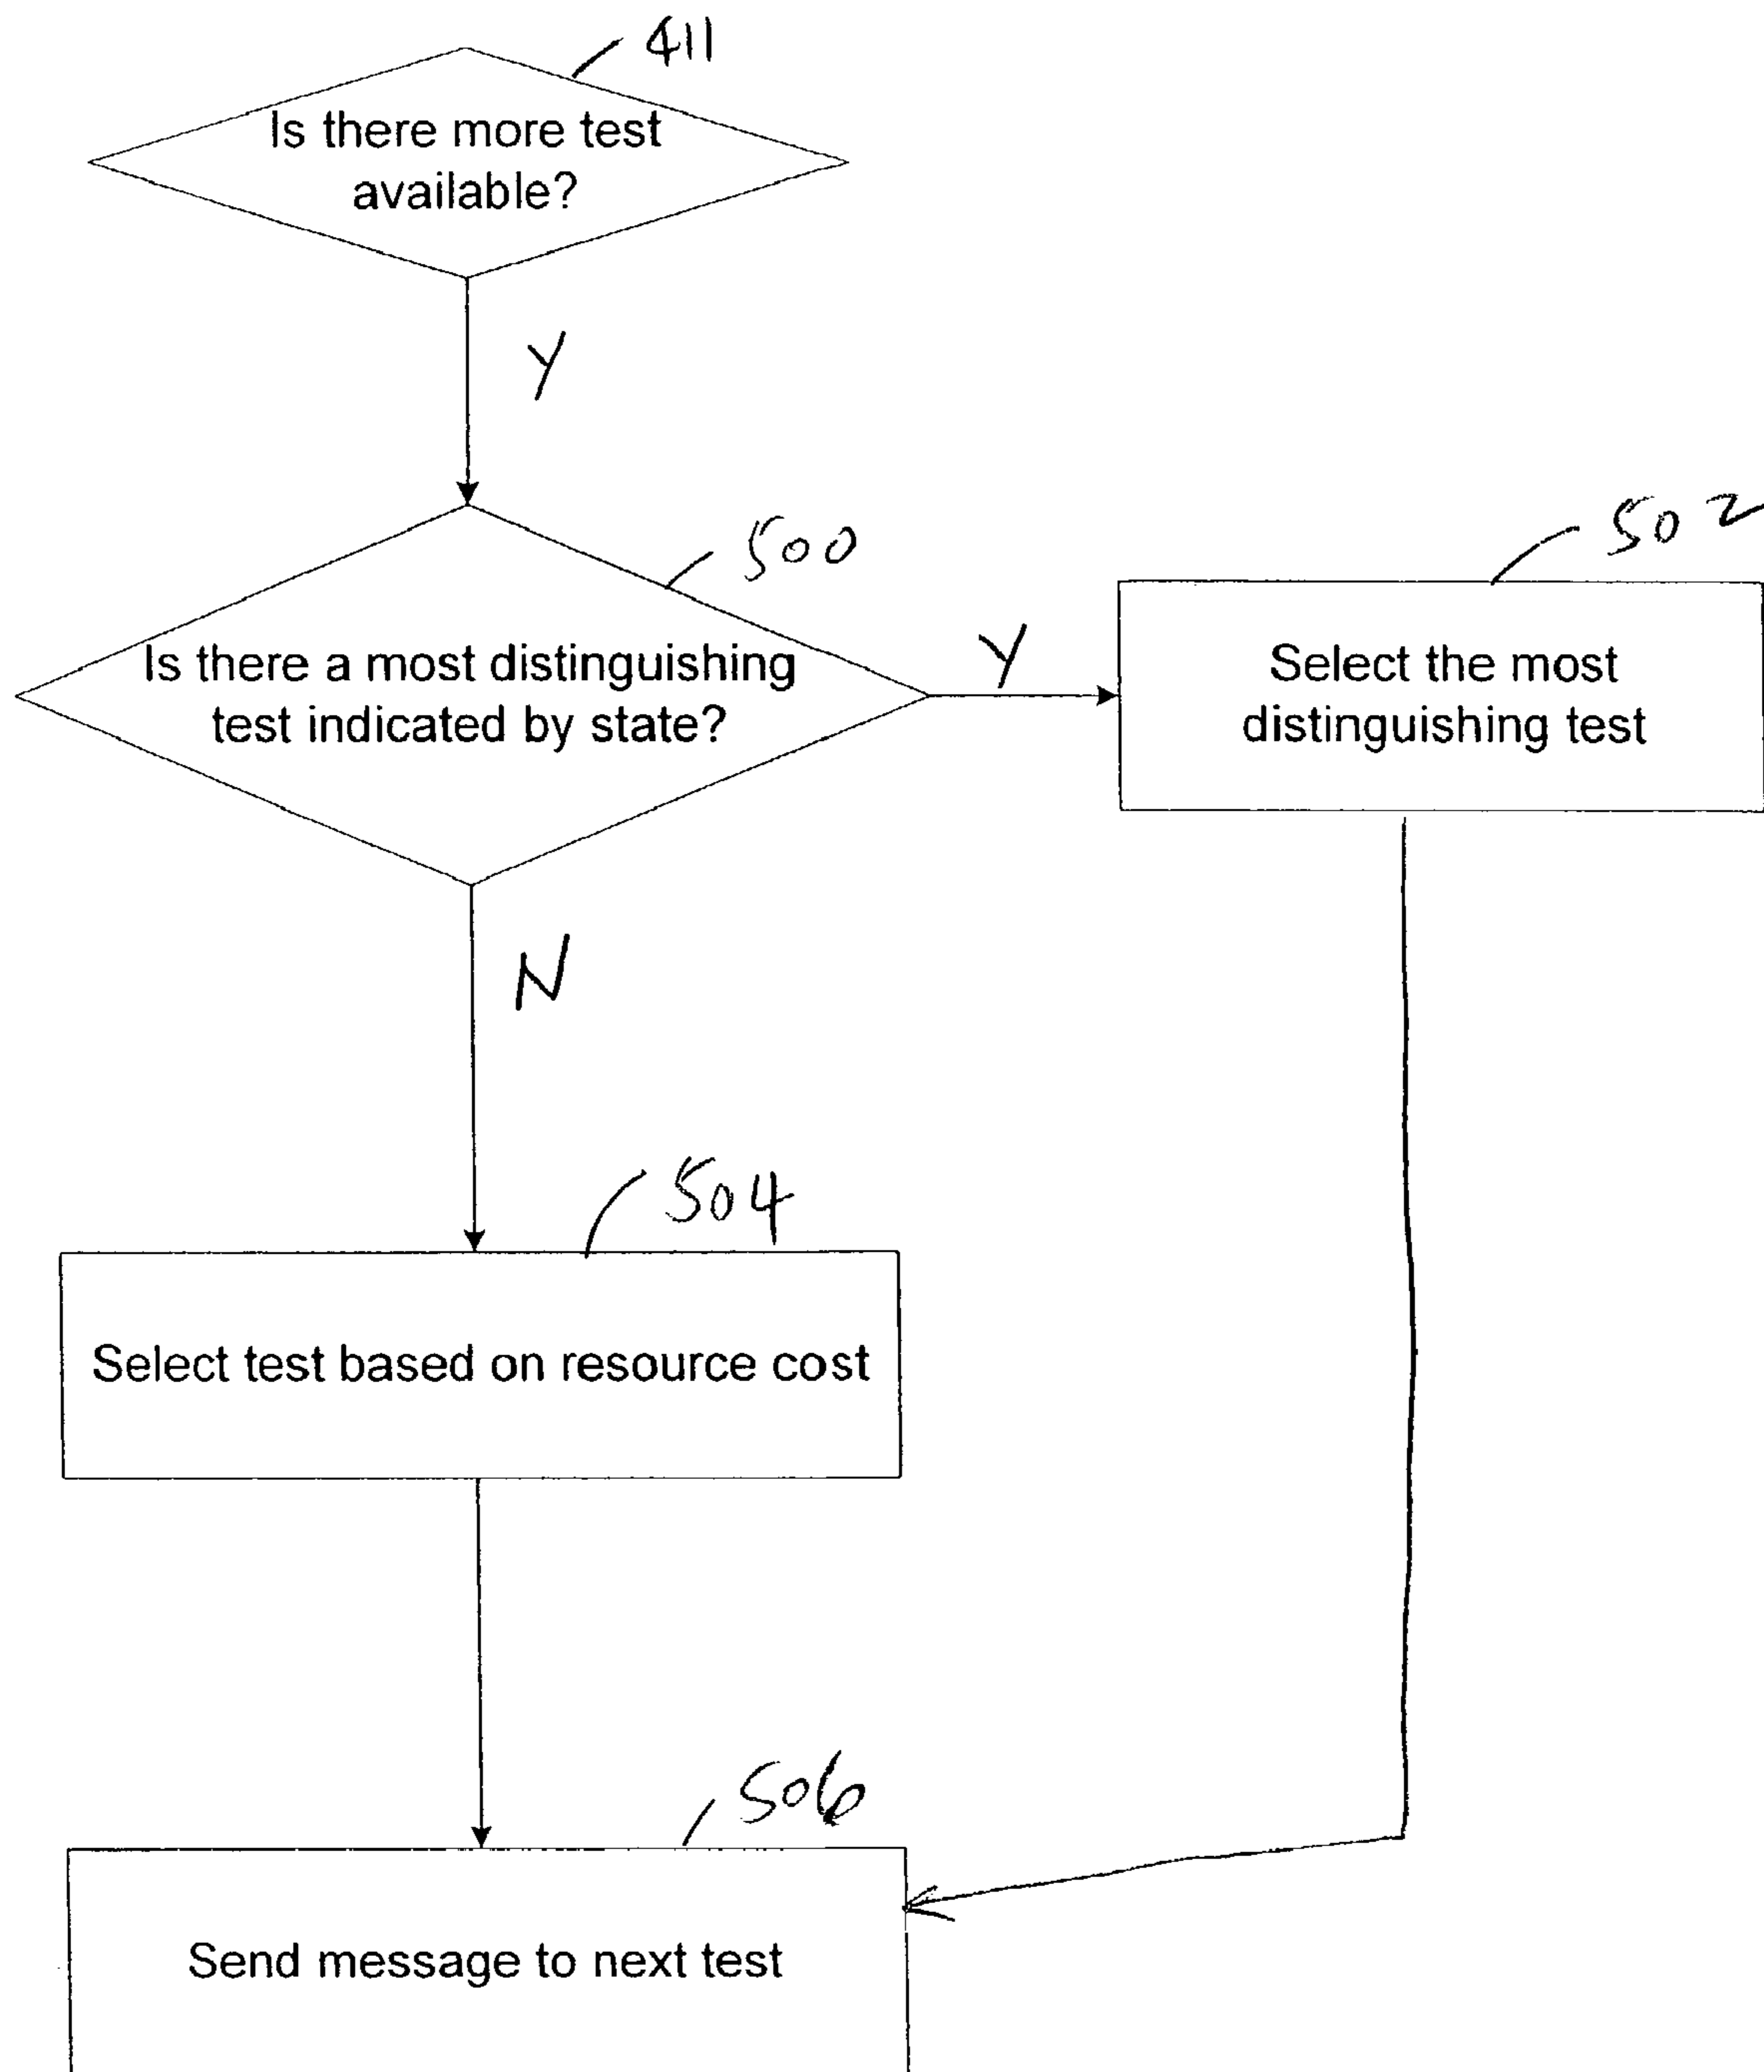 411
Is there more test
available?
Y
500
502
Is there a most distinguishing
test indicated by state?
Y
Select the most
distinguishing test
N
504
Select test based on resource cost
506
Send message to next test